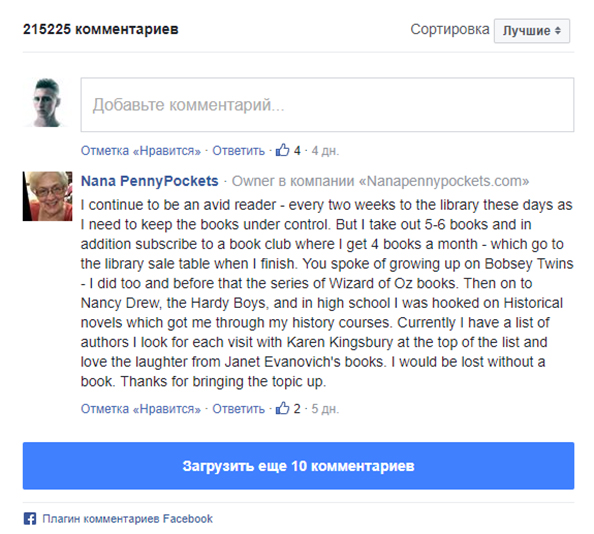 215225 комментариев
Сортировка Лучшие
Добавьте комментарий...
Отметка «Нравится» · Ответить · 4 · 4 дн.
Nana PennyPockets · Owner в компании «Nanapennypockets.com»
I continue to be an avid reader - every two weeks to the library these days as
I need to keep the books under control. But I take out 5-6 books and in
addition subscribe to a book club where I get 4 books a month - which go to
the library sale table when I finish. You spoke of growing up on Bobsey Twins
- I did too and before that the series of Wizard of Oz books. Then on to
Nancy Drew, the Hardy Boys, and in high school I was hooked on Historical
novels which got me through my history courses. Currently I have a list of
authors I look for each visit with Karen Kingsbury at the top of the list and
love the laughter from Janet Evanovich's books. I would be lost without a
book. Thanks for bringing the topic up.
Отметка «Нравится» · Ответить · 2 · 5 дн.
Загрузить еще 10 комментариев
Плагин комментариев Facebook